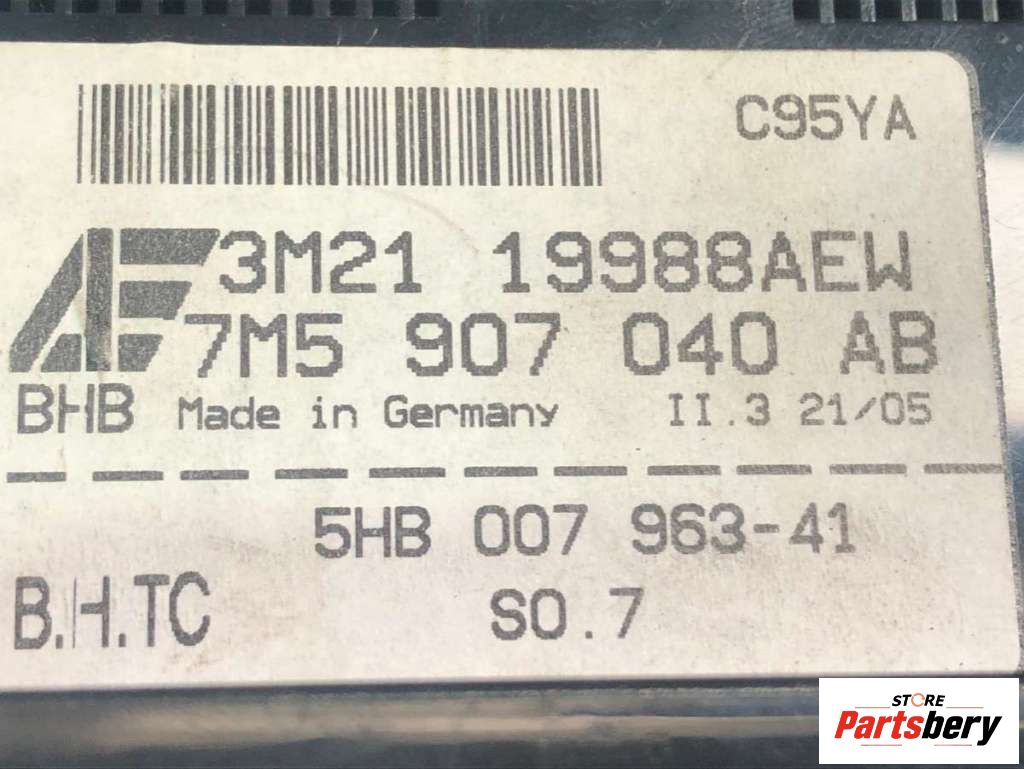 C95YA
AF 3M21 19988AEW
7M5 907 040 AB
BHB Made in Germany II.3 21/05
5HB 007 963-41
B.H.TC SO.7
STORE
Partsbery